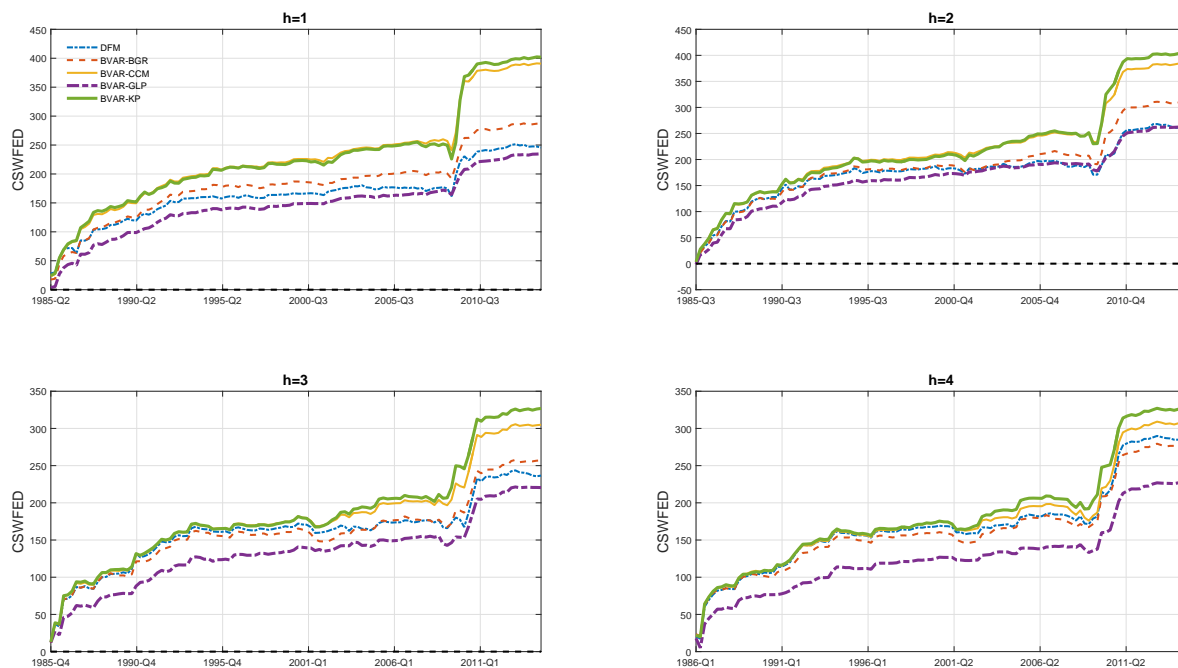 h=1
CSWFED
450
400
350
300
250
200
150
100
50
0
DFM
BVAR-BGR
BVAR-CCM
BVAR-GLP
BVAR-KP
1985-Q2 1990-Q2 1995-Q2 2000-Q3 2005-Q3 2010-Q3
h=2
CSWFED
450
400
350
300
250
200
150
100
50
0
-50
1985-Q3 1990-Q3 1995-Q3 2000-Q4 2005-Q4 2010-Q4
h=3
CSWFED
350
300
250
200
150
100
50
0
1985-Q4 1990-Q4 1995-Q4 2001-Q1 2006-Q1 2011-Q1
h=4
CSWFED
350
300
250
200
150
100
50
0
1986-Q1 1991-Q1 1996-Q1 2001-Q2 2006-Q2 2011-Q2